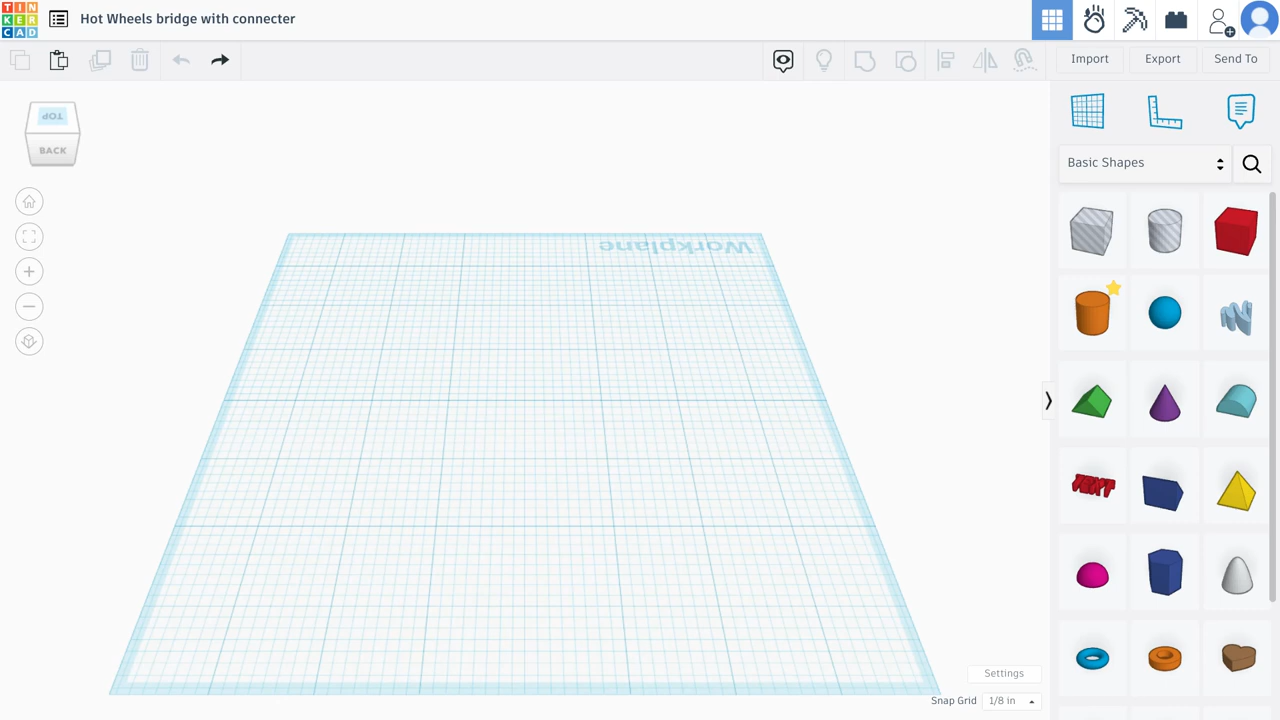 TIN
KER
CAD
Hot Wheels bridge with connecter
Import
Export
Send To
TOP
BACK
Basic Shapes
Workplane
TEXT
Settings
Snap Grid
1/8 in